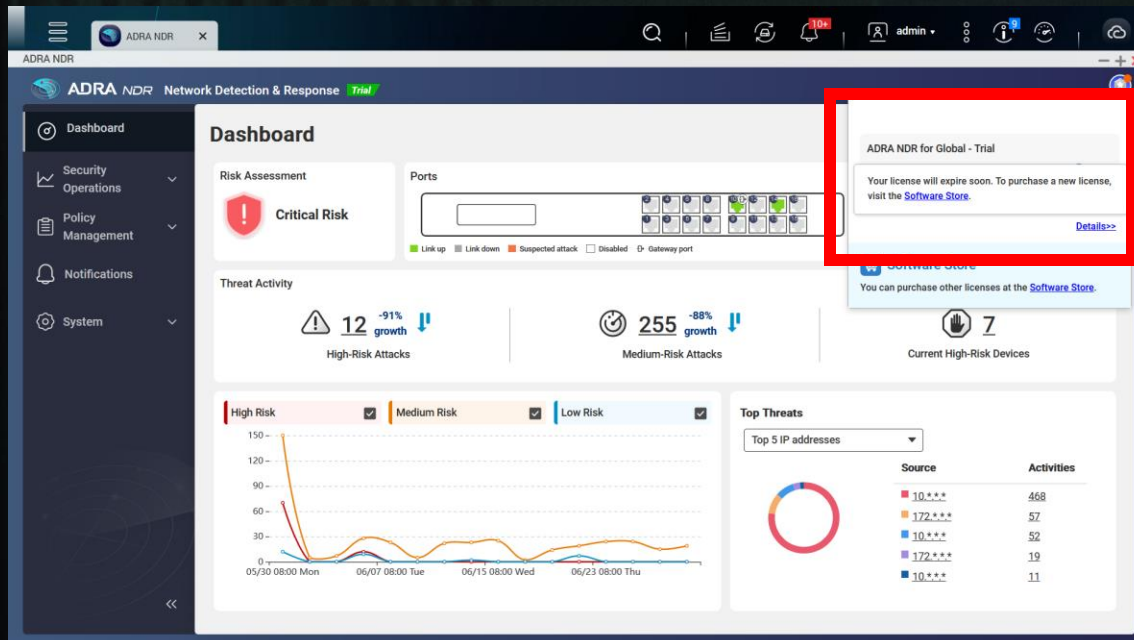 ADRA NDR
10+
admin
9
ADRA NDR
ADRA NDR Network Detection & Response Trial
Dashboard
Security
Operations
Policy
Management
Notifications
System
Dashboard
Risk Assessment
Critical Risk
Ports
Link up Link down Suspected attack Disabled Gateway port
ADRA NDR for Global - Trial
Your license will expire soon. To purchase a new license,
visit the Software Store.
Details>>
Software Store
You can purchase other licenses at the Software Store.
Threat Activity
12 -91%
growth
High-Risk Attacks
255 -88%
growth
Medium-Risk Attacks
7
Current High-Risk Devices
High Risk Medium Risk Low Risk
150
120
90
60
30
0
05/30 08:00 Mon 06/07 08:00 Tue 06/15 08:00 Wed 06/23 08:00 Thu
Top Threats
Top 5 IP addresses
Source Activities
10.*.*.* 468
172.*.*.* 57
10.*.*.* 52
172.*.*.* 19
10.*.*.* 11